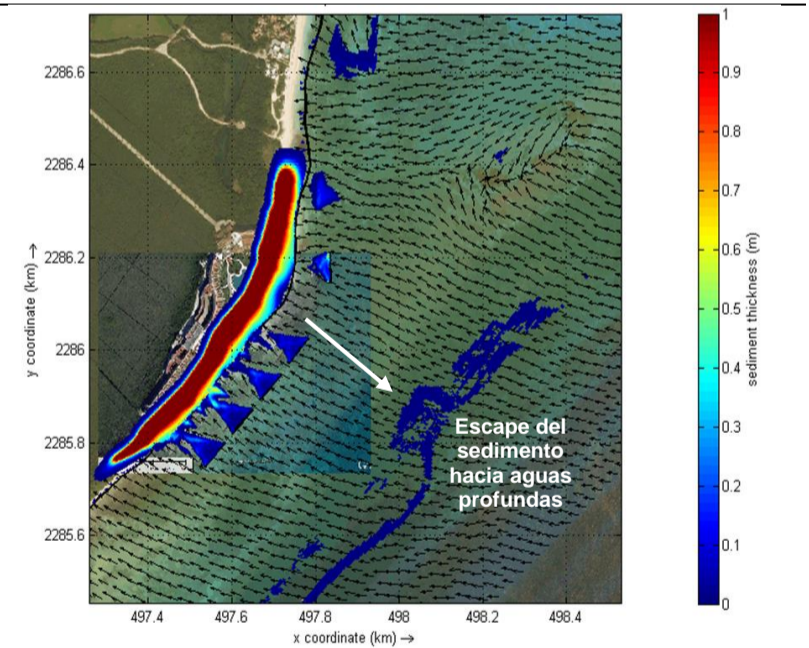 2286.6
2286.4
2286.2
2286
2285.8
2285.6
y coordinate (km) →
497.4 497.6 497.8 498 498.2 498.4
x coordinate (km) →
Escape del
sedimento
hacia aguas
profundas
1
0.9
0.8
0.7
0.6
0.5
0.4
0.3
0.2
0.1
0
sediment thickness (m)